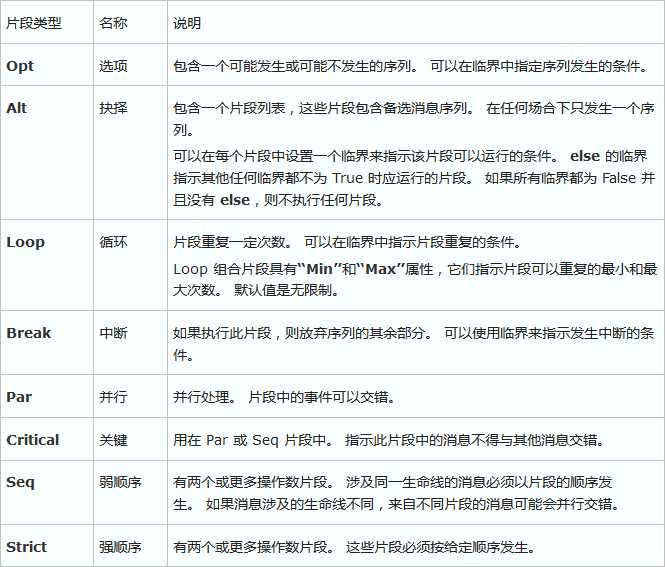 片段类型 名称 说明
Opt 选项 包含一个可能发生或可能不发生的序列。 可以在临界中指定序列发生的条件。
Alt 抉择 包含一个片段列表，这些片段包含备选消息序列。 在任何场合下只发生一个序
列。
可以在每个片段中设置一个临界来指示该片段可以运行的条件。 else 的临界
指示其他任何临界都不为 True 时应运行的片段。 如果所有临界都为 False 并
且没有 else，则不执行任何片段。
Loop 循环 片段重复一定次数。 可以在临界中指示片段重复的条件。
Loop 组合片段具有“Min”和“Max”属性，它们指示片段可以重复的最小和最
大次数。 默认值是无限制。
Break 中断 如果执行此片段，则放弃序列的其余部分。 可以使用临界来指示发生中断的条
件。
Par 并行 并行处理。 片段中的事件可以交错。
Critical 关键 用在 Par 或 Seq 片段中。 指示此片段中的消息不得与其他消息交错。
Seq 弱顺序 有两个或更多操作数片段。 涉及同一生命线的消息必须以片段的顺序发
生。 如果消息涉及的生命线不同，来自不同片段的消息可能会并行交错。
Strict 强顺序 有两个或更多操作数片段。 这些片段必须按给定顺序发生。